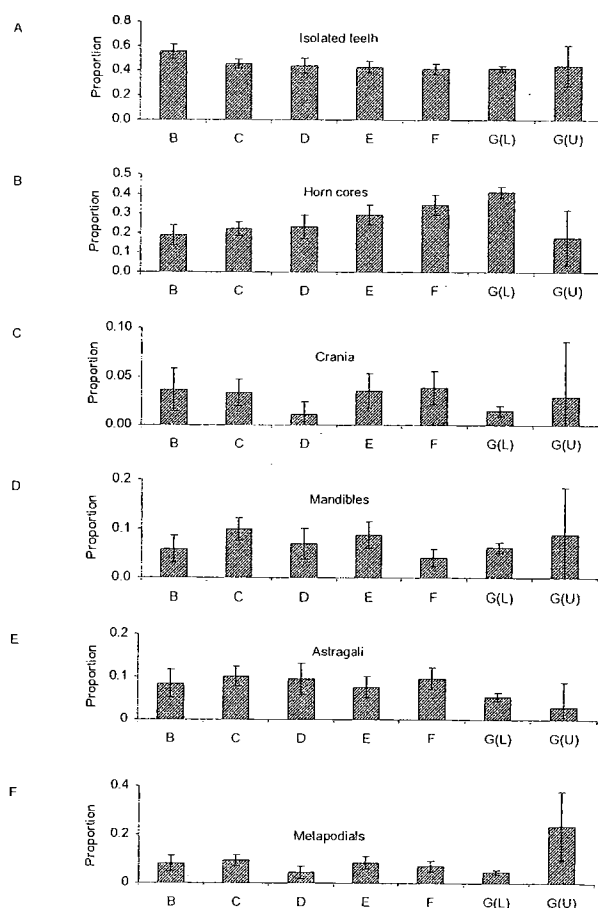 A
Isolated teeth
Proportion
0.8
0.6
0.4
0.2
0.0
B C D E F G(L) G(U)
B
Horn cores
Proportion
0.5
0.4
0.3
0.2
0.1
0.0
B C D E F G(L) G(U)
C
Crania
Proportion
0.10
0.05
0.00
B C D E F G(L) G(U)
D
Mandibles
Proportion
0.2
0.1
0.0
B C D E F G(L) G(U)
E
Astragali
Proportion
0.2
0.1
0
B C D E F G(L) G(U)
F
Metapodials
Proportion
0.4
0.2
0
B C D E F G(L) G(U)